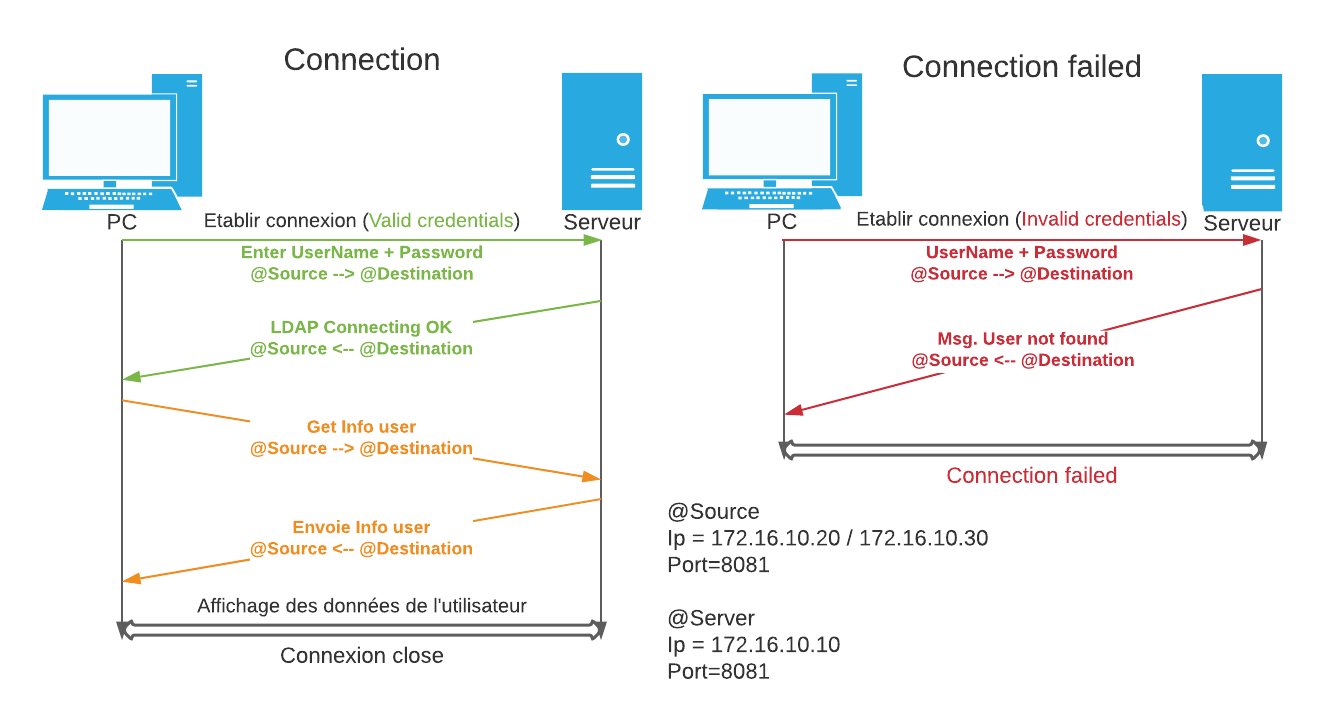 Connection
PC
Serveur
Etablir connexion (Valid credentials)
Enter UserName + Password
@Source --> @Destination
LDAP Connecting OK
@Source <-- @Destination
Get Info user
@Source --> @Destination
Envoie Info user
@Source <-- @Destination
Affichage des données de l'utilisateur
Connexion close
Connection failed
PC
Serveur
Etablir connexion (Invalid credentials)
UserName + Password
@Source --> @Destination
Msg. User not found
@Source <-- @Destination
Connection failed
@Source
Ip = 172.16.10.20 / 172.16.10.30
Port=8081
@Server
Ip = 172.16.10.10
Port=8081